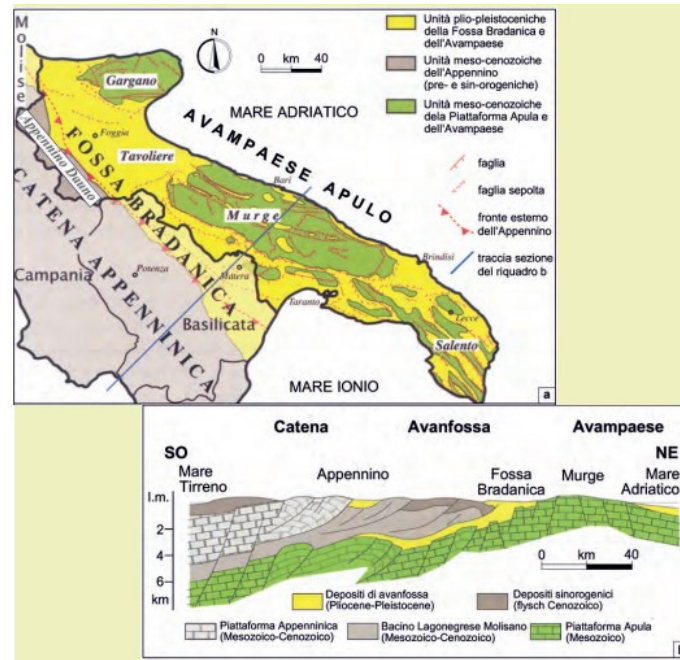 Molise
Gargano
Foggia
Tavoliere
Appennino Dauno
FOSSA BRADANICA
CATENA APPENNINICA
Campania
Potenza
Matera
Basilicata
MARE ADRIATICO
AVAMPAESE APULO
Bari
Murge
Brindisi
Taranto
Lecce
Salento
MARE IONIO
N
0 km 40
Unità plio-pleistoceniche
della Fossa Bradanica e
dell'Avampaese
Unità meso-cenozoiche
dell'Appennino
(pre- e sin-orogeniche)
Unità meso-cenozoiche
dela Piattaforma Apula e
dell'Avampaese
faglia
faglia sepolta
fronte esterno
dell'Appennino
traccia sezione
del riquadro b
a
Catena Avanfossa Avampaese
SO NE
Mare
Tirreno
Appennino
Fossa
Bradanica
Murge
Mare
Adriatico
l.m.
2
4
6
km
0 km 40
Depositi di avanfossa
(Pliocene-Pleistocene)
Depositi sinorogenici
(flysch Cenozoico)
Piattaforma Appenninica
(Mesozoico-Cenozoico)
Bacino Lagonegrese Molisano
(Mesozoico-Cenozoico)
Piattaforma Apula
(Mesozoico)